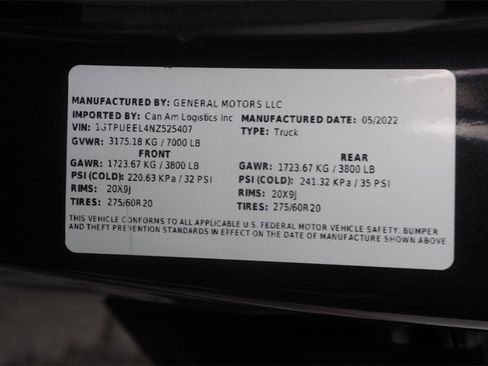 MANUFACTURED BY: GENERAL MOTORS LLC
IMPORTED BY: Can Am Logistics Inc MANUFACTURED DATE: 05/2022
VIN: 1GTPUEEL4NZ525407 TYPE: Truck
GVWR: 3175.18 KG / 7000 LB
FRONT REAR
GAWR: 1723.67 KG / 3800 LB GAWR: 1723.67 KG / 3800 LB
PSI (COLD): 220.63 KPA / 32 PSI PSI (COLD): 241.32 KPa / 35 PSI
RIMS: 20X9J RIMS: 20X9J
TIRES: 275/60R20 TIRES: 275/60R20
THIS VEHICLE CONFORMS TO ALL APPLICABLE U.S. FEDERAL MOTOR VEHICLE SAFETY, BUMPER
AND THEFT PREVENTION STANDARDS IN EFFECT ON THE DATE OF MANUFACTURE SHOWN ABOVE